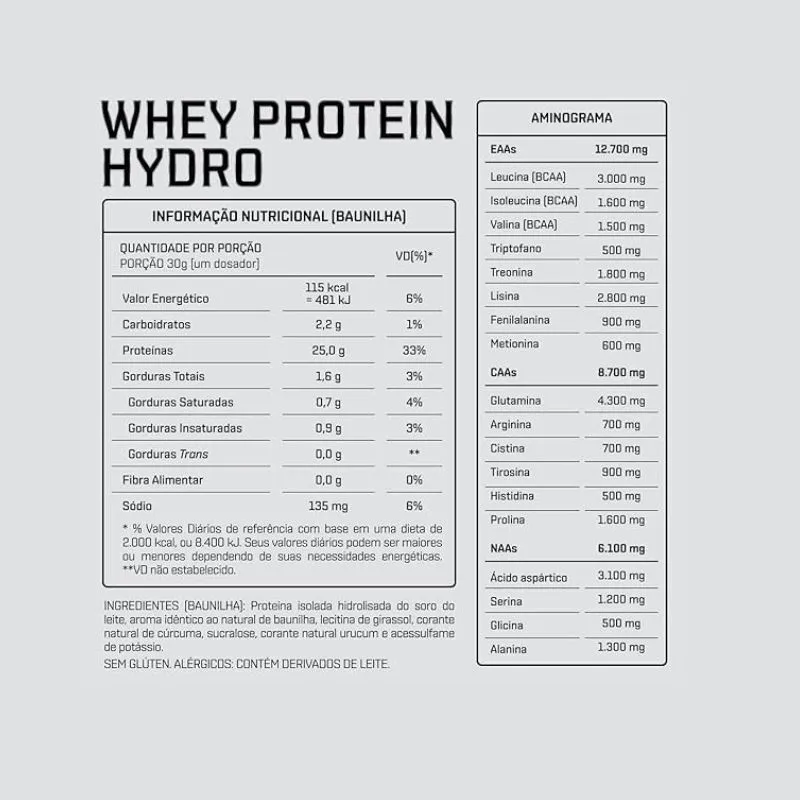 WHEY PROTEIN
HYDRO
INFORMAÇÃO NUTRICIONAL (BAUNILHA)
QUANTIDADE POR PORÇÃO
PORÇÃO 30g [um dosador]
VD(%)*
Valor Energético 115 kcal = 481 kJ 6%
Carboidratos 2,2 g 1%
Proteínas 25,0 g 33%
Gorduras Totais 1,6 g 3%
Gorduras Saturadas 0,7 g 4%
Gorduras Insaturadas 0,9 g 3%
Gorduras Trans 0,0 g **
Fibra Alimentar 0,0 g 0%
Sódio 135 mg 6%
* % Valores Diários de referência com base em uma dieta de
2.000 kcal, ou 8.400 kJ. Seus valores diários podem ser maiores
ou menores dependendo de suas necessidades energéticas.
**VD não estabelecido.
INGREDIENTES (BAUNILHA): Proteina isolada hidrolisada do soro do
leite, aroma idêntico ao natural de baunilha, lecitina de girassol, corante
natural de cúrcuma, sucralose, corante natural urucum e acessulfame
de potássio.
SEM GLÚTEN. ALÉRGICOS: CONTÉM DERIVADOS DE LEITE.
AMINOGRAMA
EAAs 12.700 mg
Leucina (BCAA) 3.000 mg
Isoleucina (BCAA) 1.600 mg
Valina (BCAA) 1.500 mg
Triptofano 500 mg
Treonina 1.800 mg
Lisina 2.800 mg
Fenilalanina 900 mg
Metionina 600 mg
CAAs 8.700 mg
Glutamina 4.300 mg
Arginina 700 mg
Cistina 700 mg
Tirosina 900 mg
Histidina 500 mg
Prolina 1.600 mg
NAAs 6.100 mg
Ácido aspártico 3.100 mg
Serina 1.200 mg
Glicina 500 mg
Alanina 1.300 mg